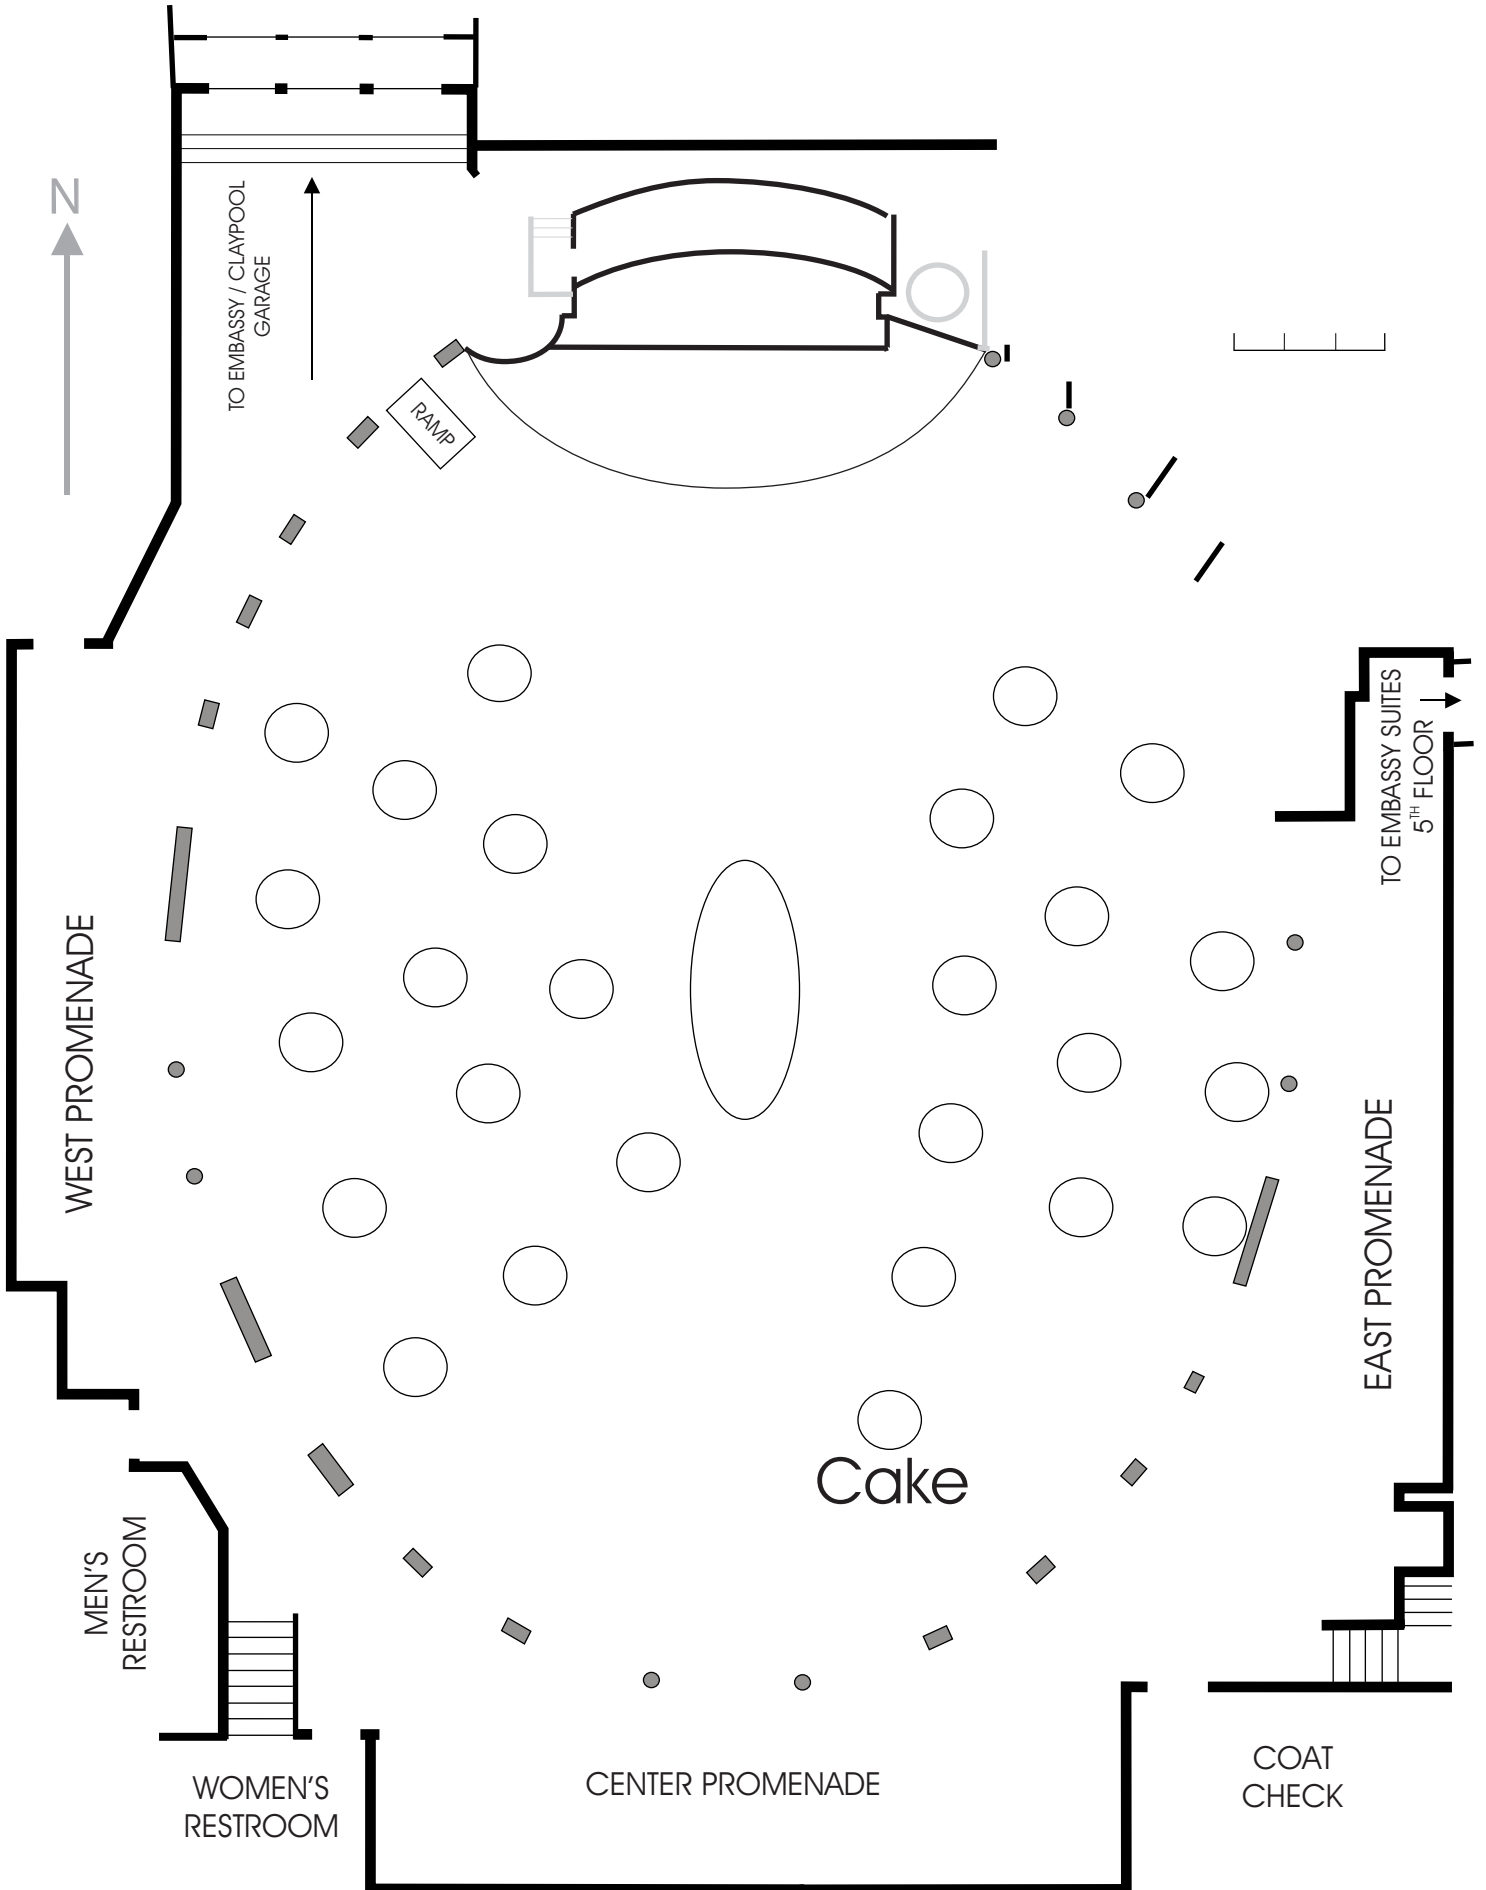 N
TO EMBASSY / CLAYPOOL
GARAGE
RAMP
TO EMBASSY SUITES
5TH FLOOR
WEST PROMENADE
EAST PROMENADE
Cake
MEN'S
RESTROOM
WOMEN'S
RESTROOM
CENTER PROMENADE
COAT
CHECK